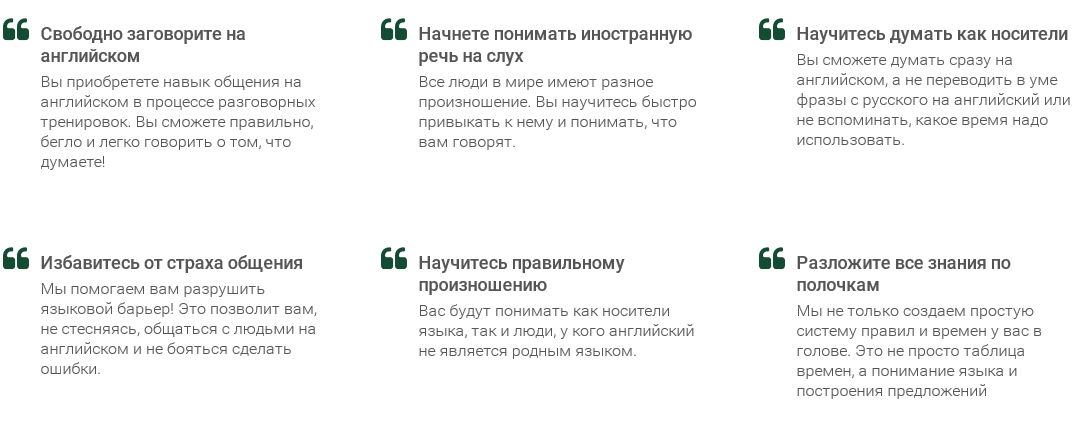 Свободно заговорите на
английском
Вы приобретете навык общения на
английском в процессе разговорных
тренировок. Вы сможете правильно,
бегло и легко говорить о том, что
думаете!
Начнете понимать иностранную
речь на слух
Все люди в мире имеют разное
произношение. Вы научитесь быстро
привыкать к нему и понимать, что
вам говорят.
Научитесь думать как носители
Вы сможете думать сразу на
английском, а не переводить в уме
фразы с русского на английский или
не вспоминать, какое время надо
использовать.
Избавитесь от страха общения
Мы помогаем вам разрушить
языковой барьер! Это позволит вам,
не стесняясь, общаться с людьми на
английском и не бояться сделать
ошибки.
Научитесь правильному
произношению
Вас будут понимать как носители
языка, так и люди, у кого английский
не является родным языком.
Разложите все знания по
полочкам
Мы не только создаем простую
систему правил и времен у вас в
голове. Это не просто таблица
времен, а понимание языка и
построения предложений